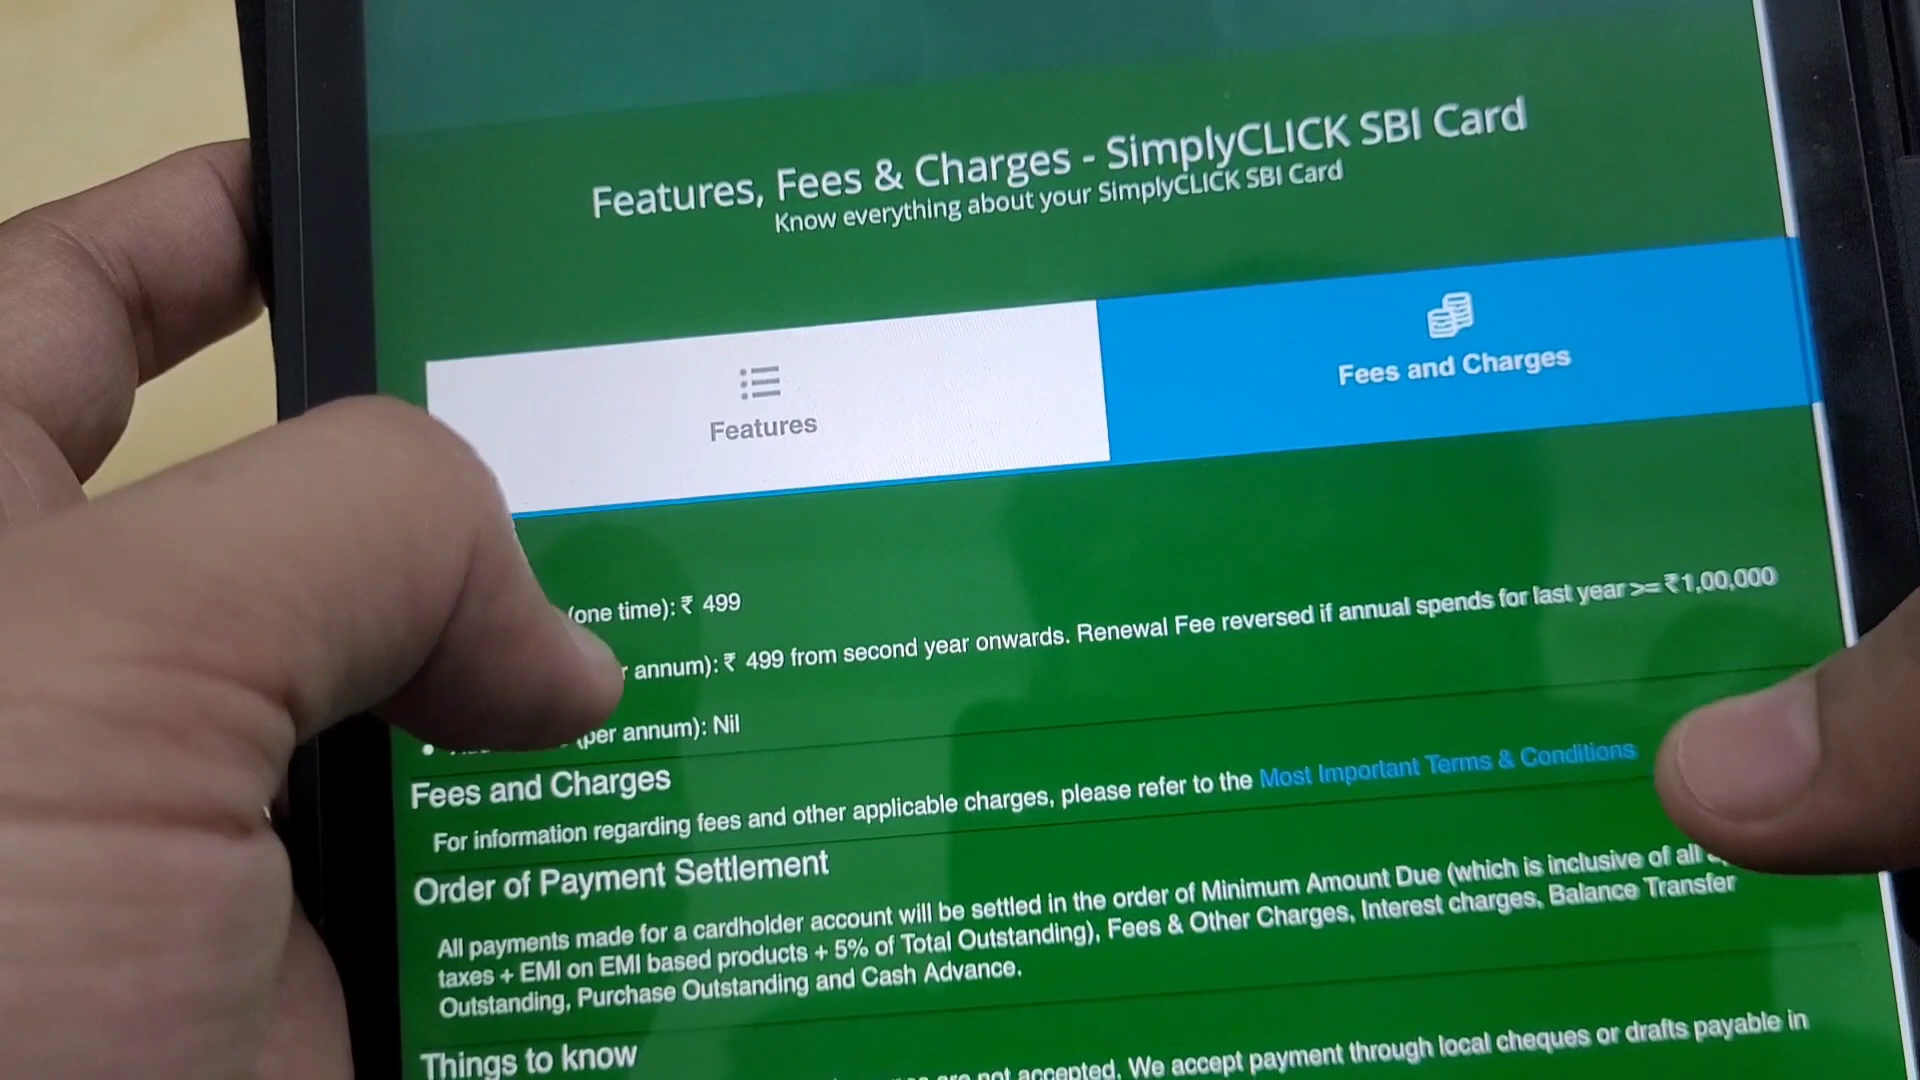 Features, Fees & Charges - SimplyCLICK SBI Card
Know everything about your SimplyCLICK SBI Card
Features
Fees and Charges
(one time): ₹ 499
annum): ₹ 499 from second year onwards. Renewal Fee reversed if annual spends for last year >= ₹1,00,000
(per annum): Nil
Fees and Charges
For information regarding fees and other applicable charges, please refer to the Most Important Terms & Conditions
Order of Payment Settlement
All payments made for a cardholder account will be settled in the order of Minimum Amount Due (which is inclusive of all
taxes + EMI on EMI based products + 5% of Total Outstanding), Fees & Other Charges, Interest charges, Balance Transfer
Outstanding, Purchase Outstanding and Cash Advance.
Things to know
not accepted. We accept payment through local cheques or drafts payable in